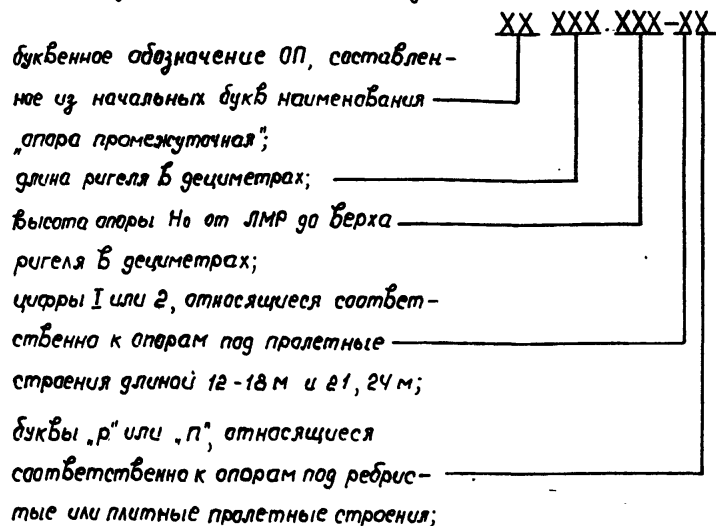 XX XXX.XXX-XX
буквенное обозначение ОП, составлен-
ное из начальных букв наименования
„опора промежуточная";
длина ригеля в дециметрах;
высота опоры Н₀ от ЛМР до верха
ригеля в дециметрах;
цифры I или 2, относящиеся соответ-
ственно к опорам под пролетные
строения длиной 12-18 м и 21, 24 м;
буквы „р" или „п", относящиеся
соответственно к опорам под ребрис-
тые или плитные пролетные строения;